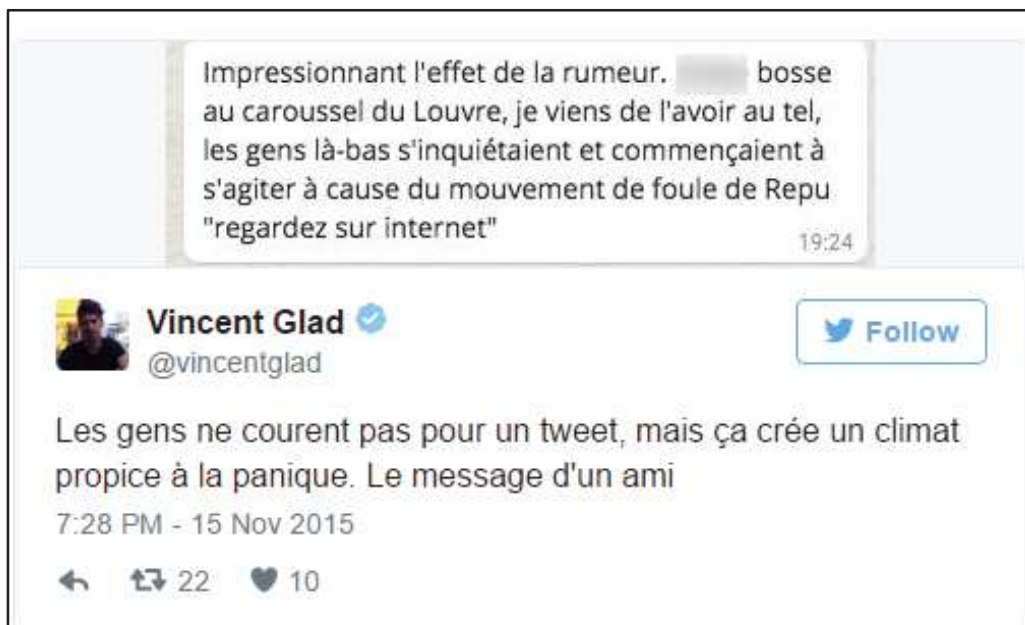 Impressionnant l'effet de la rumeur. bosse
au caroussel du Louvre, je viens de l'avoir au tel,
les gens là-bas s'inquiétaient et commençaient à
s'agiter à cause du mouvement de foule de Repu
"regardez sur internet"
19:24
Vincent Glad
Follow
@vincentglad
Les gens ne courent pas pour un tweet, mais ça crée un climat
propice à la panique. Le message d'un ami
7:28 PM - 15 Nov 2015
22 10